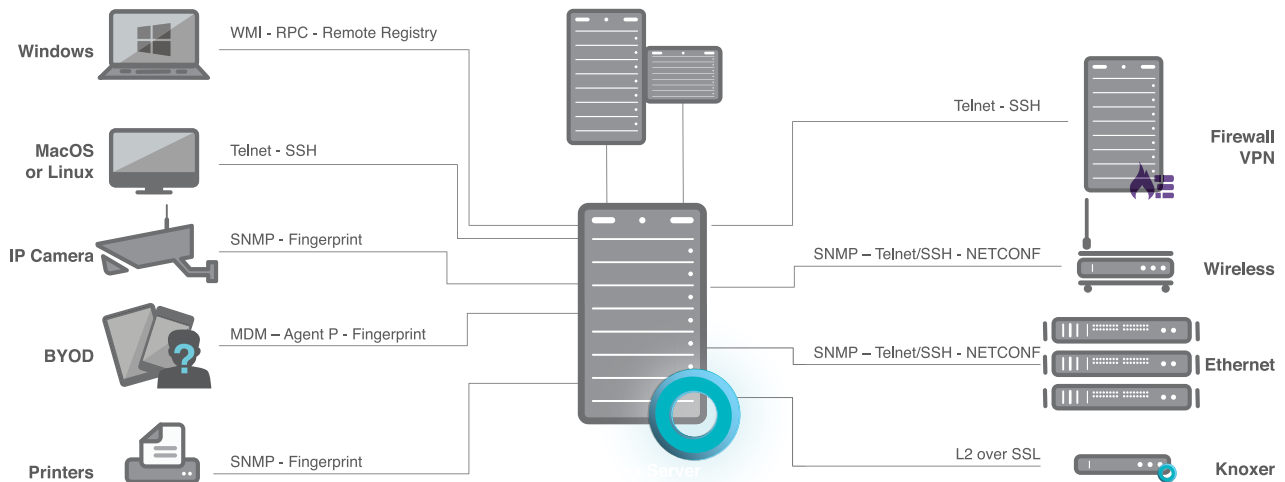 Windows
WMI - RPC - Remote Registry
MacOS
or Linux
Telnet - SSH
IP Camera
SNMP - Fingerprint
BYOD
MDM – Agent P - Fingerprint
?
Printers
SNMP - Fingerprint
Server
Telnet - SSH
Firewall
VPN
SNMP – Telnet/SSH - NETCONF
Wireless
SNMP – Telnet/SSH - NETCONF
Ethernet
L2 over SSL
Knoxer